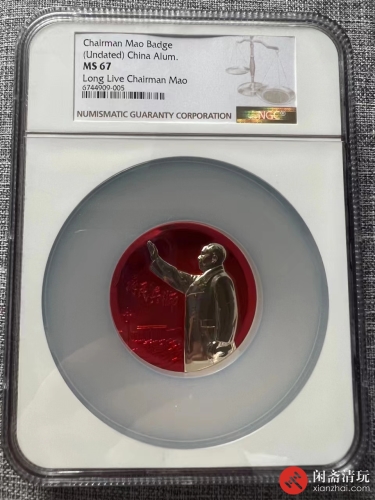 Chairman Mao Badge
(Undated) China Alum.
MS 67
Long Live Chairman Mao
6744909-005
NUMISMATIC GUARANTY CORPORATION
NGC
闲斋清玩
xianzhai.com